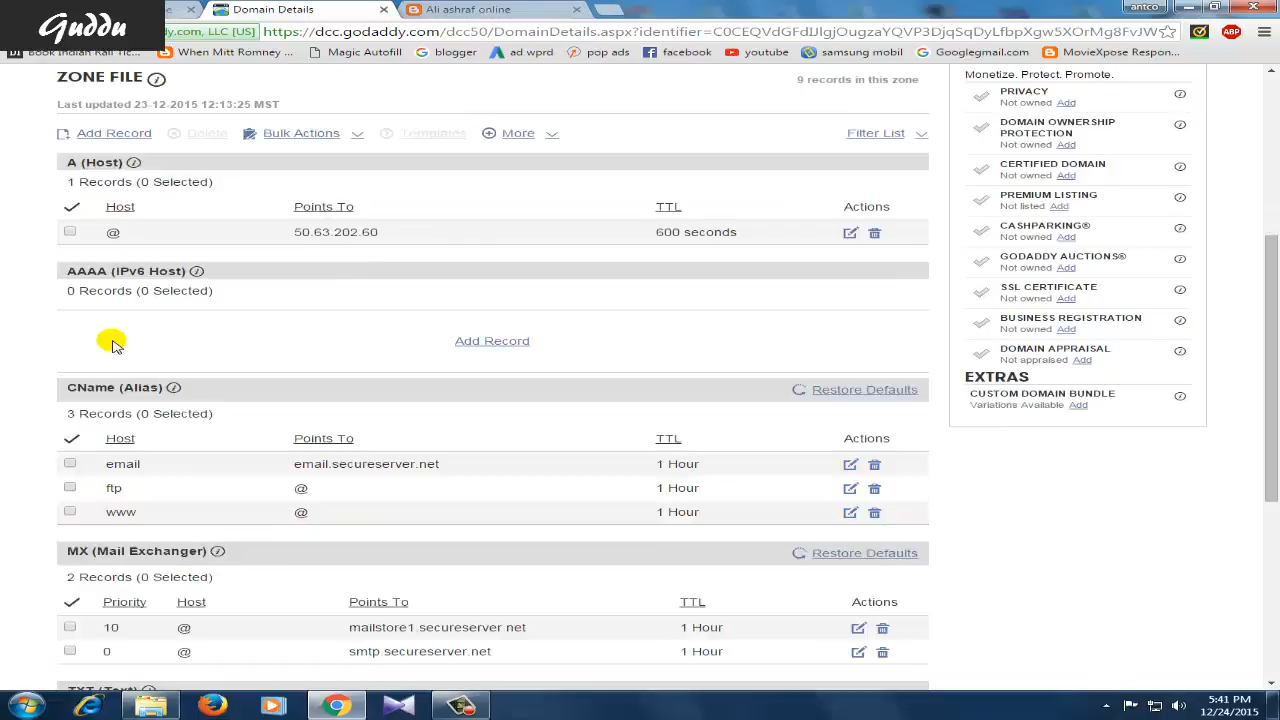 Guddu
Domain Details
Ali ashraf online
antco
daddy.com, LLC [US]
https://dcc.godaddy.com/dcc50/DomainDetails.aspx?identifier=
When Mitt Romney ...
Magic Autofill
blogger
ad wprd
pop ads
facebook
youtube
samsung mobi
Googlegmail.com
MovieXpose Respon...
ABP
ZONE FILE
9 records in this zone
Last updated 23-12-2015 12:13:25 MST
Add Record
Delete
Bulk Actions
Templates
More
Filter List
A (Host)
1 Records (0 Selected)
Host Points To TTL Actions
@ 600 seconds
AAAA (IPv6 Host)
0 Records (0 Selected)
Add Record
CName (Alias)
Restore Defaults
3 Records (0 Selected)
Host Points To TTL Actions
email email.secureserver.net 1 Hour
ftp @ 1 Hour
www @ 1 Hour
MX (Mail Exchanger)
Restore Defaults
2 Records (0 Selected)
Priority Host Points To TTL Actions
10 @ mailstore1.secureserver.net 1 Hour
0 @ smtp.secureserver.net 1 Hour
TXT (Text)
Monetize. Protect. Promote.
PRIVACY
Not owned Add
DOMAIN OWNERSHIP
PROTECTION
Not owned Add
CERTIFIED DOMAIN
Not owned Add
PREMIUM LISTING
Not listed Add
CASHPARKING®
Not owned Add
GODADDY AUCTIONS®
Not owned Add
SSL CERTIFICATE
Not owned Add
BUSINESS REGISTRATION
Not owned Add
DOMAIN APPRAISAL
Not appraised Add
EXTRAS
CUSTOM DOMAIN BUNDLE
Variations Available Add
5:41 PM
12/24/2015